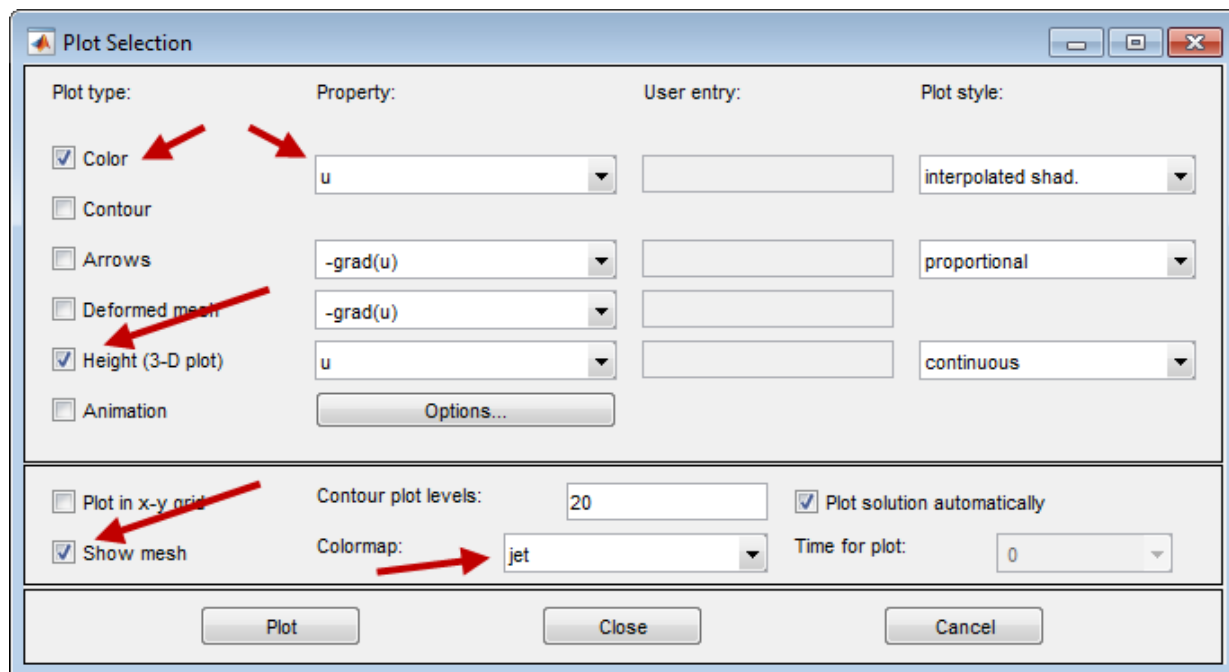 Plot Selection
Plot type: Property: User entry: Plot style:
Color u interpolated shad.
Contour
Arrows -grad(u) proportional
Deformed mesh -grad(u)
Height (3-D plot) u continuous
Animation Options...
Plot in x-y grid Contour plot levels: 20 Plot solution automatically
Show mesh Colormap: jet Time for plot: 0
Plot Close Cancel